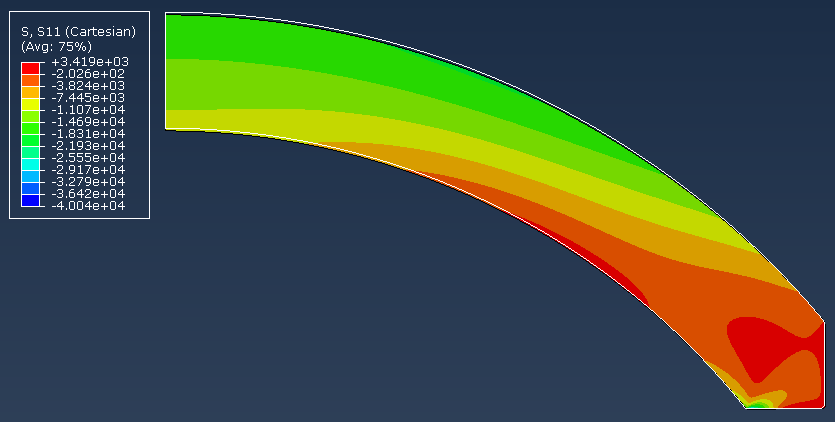 S, S11 (Cartesian)
(Avg: 75%)
+3.419e+03
-2.026e+02
-3.824e+03
-7.445e+03
-1.107e+04
-1.469e+04
-1.831e+04
-2.193e+04
-2.555e+04
-2.917e+04
-3.279e+04
-3.642e+04
-4.004e+04